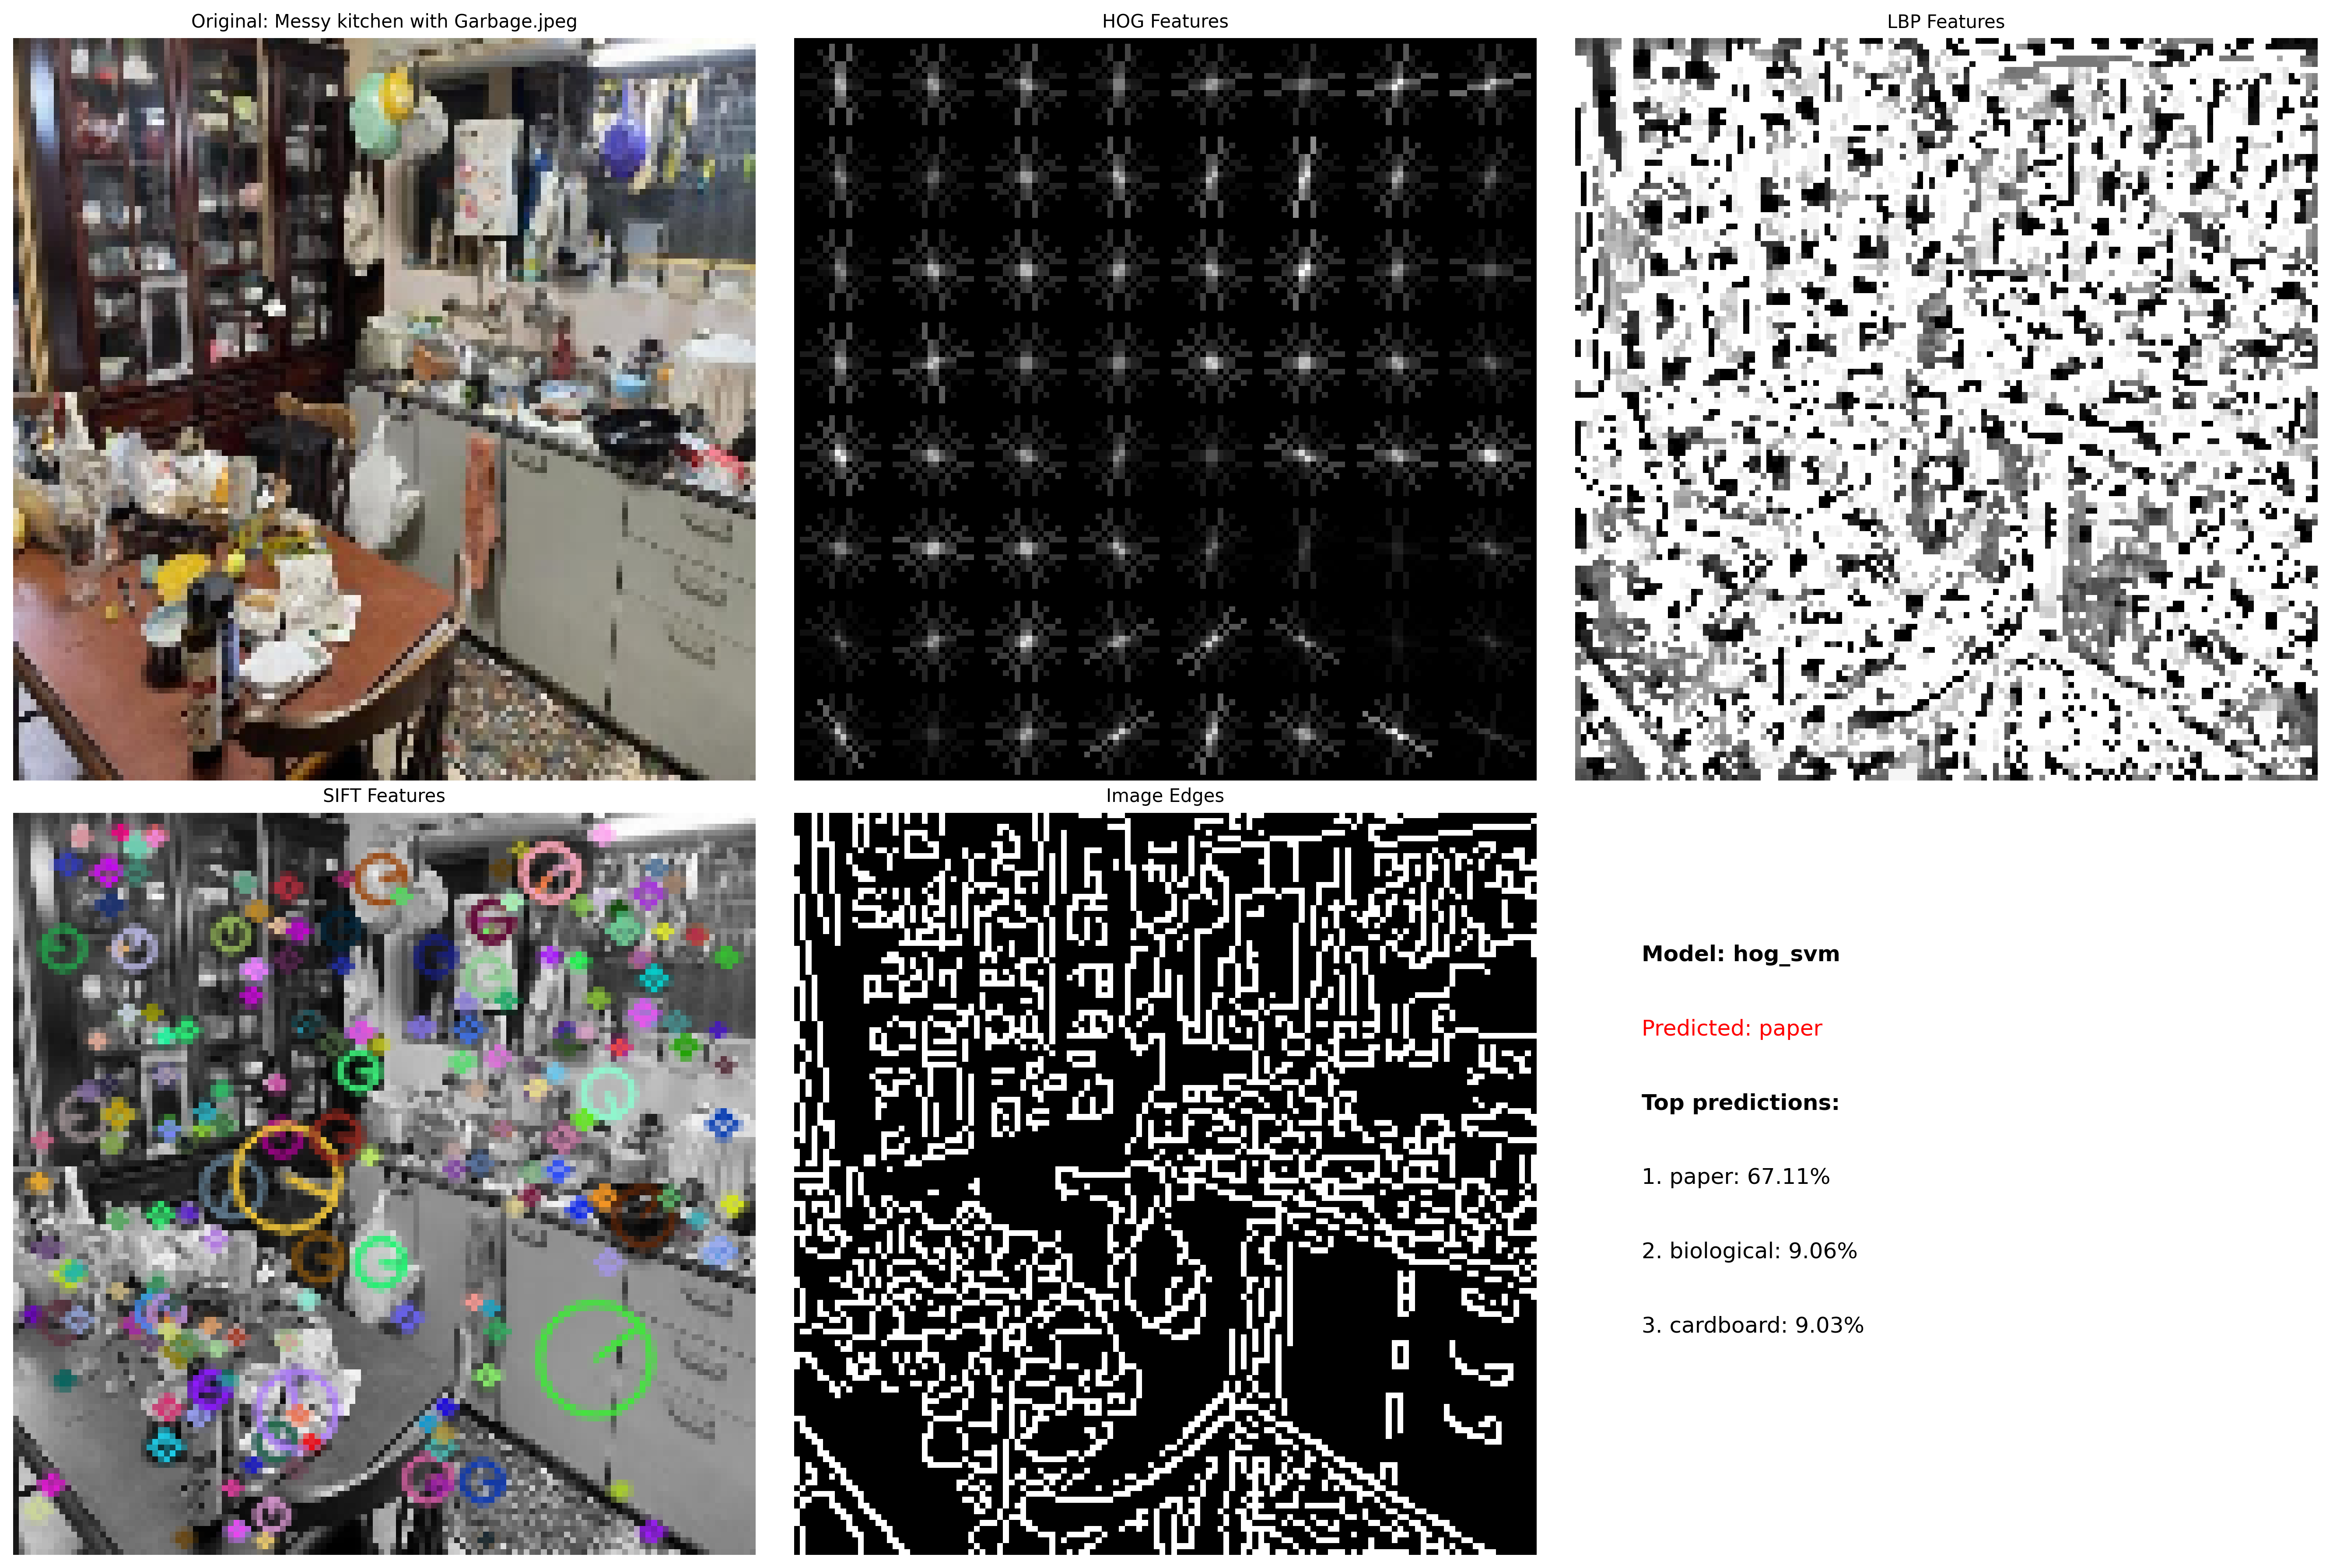 Original: Messy kitchen with Garbage.jpeg
HOG Features
LBP Features
SIFT Features
Image Edges
Model: hog_svm
Predicted: paper
Top predictions:
1. paper: 67.11%
2. biological: 9.06%
3. cardboard: 9.03%